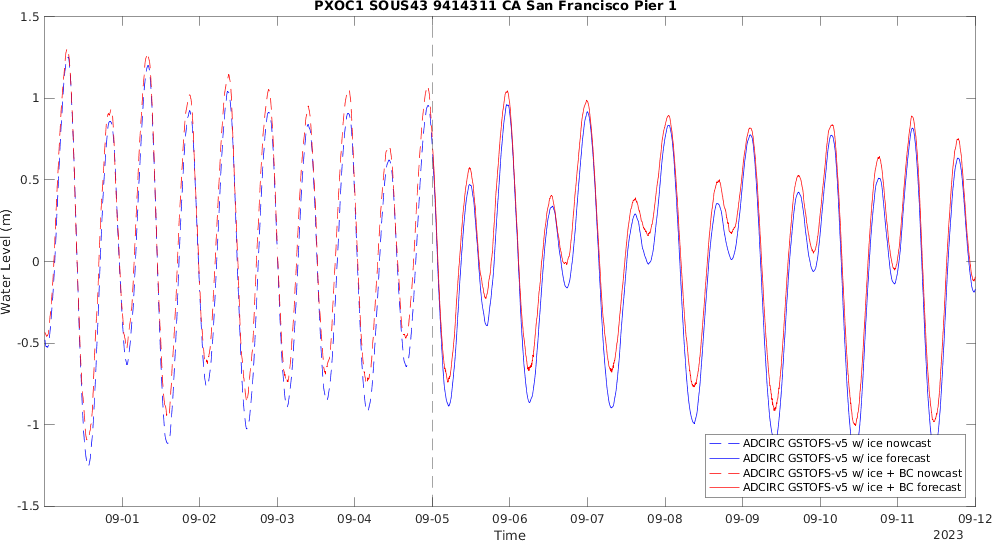 PXOC1 SOUS43 9414311 CA San Francisco Pier 1
1.5
1
0.5
0
-0.5
-1
-1.5
Water Level (m)
ADCIRC GSTOFS-v5 w/ ice nowcast
ADCIRC GSTOFS-v5 w/ ice forecast
ADCIRC GSTOFS-v5 w/ ice + BC nowcast
ADCIRC GSTOFS-v5 w/ ice + BC forecast
09-01 09-02 09-03 09-04 09-05 09-06 09-07 09-08 09-09 09-10 09-11 09-12
Time
2023